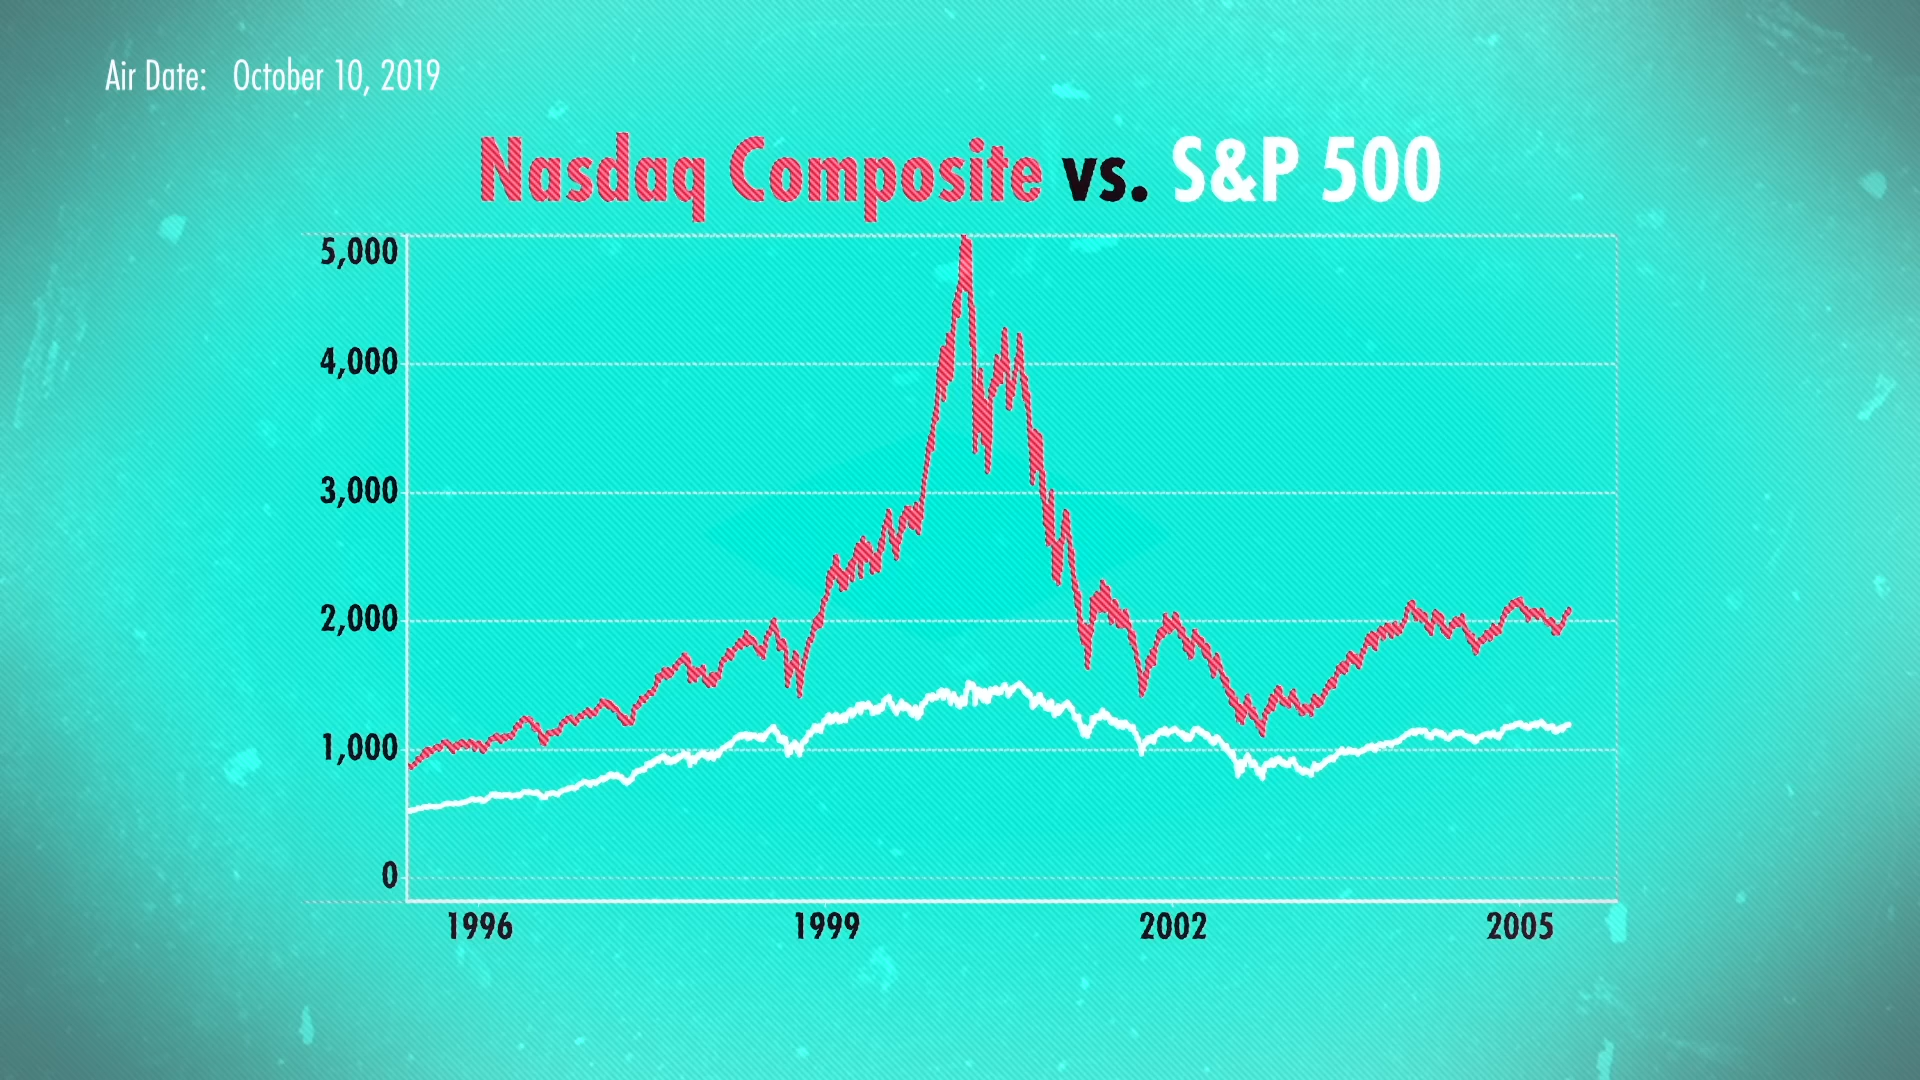 Air Date: October 10, 2019
Nasdaq Composite vs. S&P 500
5,000
4,000
3,000
2,000
1,000
0
1996 1999 2002 2005